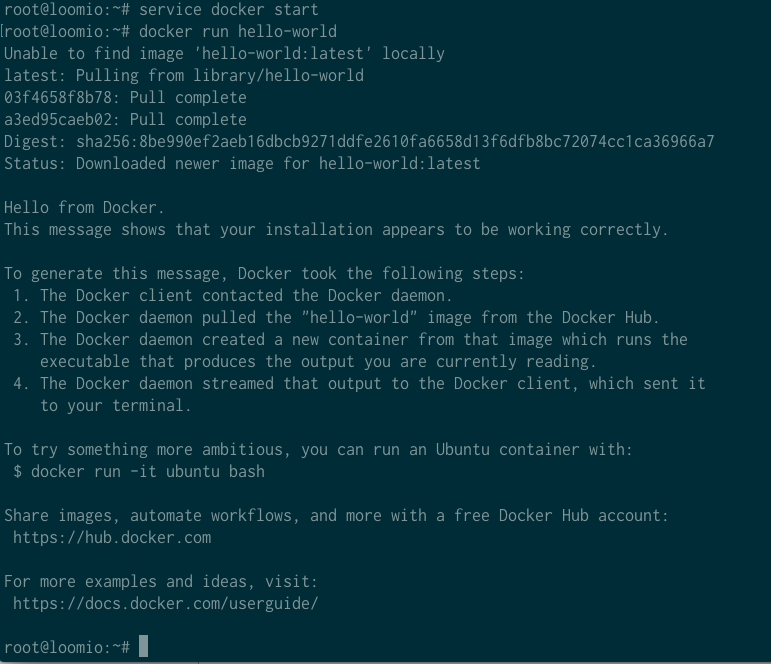 root@loomio:~# service docker start
[root@loomio:~# docker run hello-world
Unable to find image 'hello-world:latest' locally
latest: Pulling from library/hello-world
03f4658f8b78: Pull complete
a3ed95caeb02: Pull complete
Digest: sha256:8be990ef2aeb16dbcb9271ddfe2610fa6658d13f6dfb8bc72074cc1ca36966a7
Status: Downloaded newer image for hello-world:latest

Hello from Docker.
This message shows that your installation appears to be working correctly.

To generate this message, Docker took the following steps:
 1. The Docker client contacted the Docker daemon.
 2. The Docker daemon pulled the "hello-world" image from the Docker Hub.
 3. The Docker daemon created a new container from that image which runs the
    executable that produces the output you are currently reading.
 4. The Docker daemon streamed that output to the Docker client, which sent it
    to your terminal.

To try something more ambitious, you can run an Ubuntu container with:
 $ docker run -it ubuntu bash

Share images, automate workflows, and more with a free Docker Hub account:
 https://hub.docker.com

For more examples and ideas, visit:
 https://docs.docker.com/userguide/

root@loomio:~#